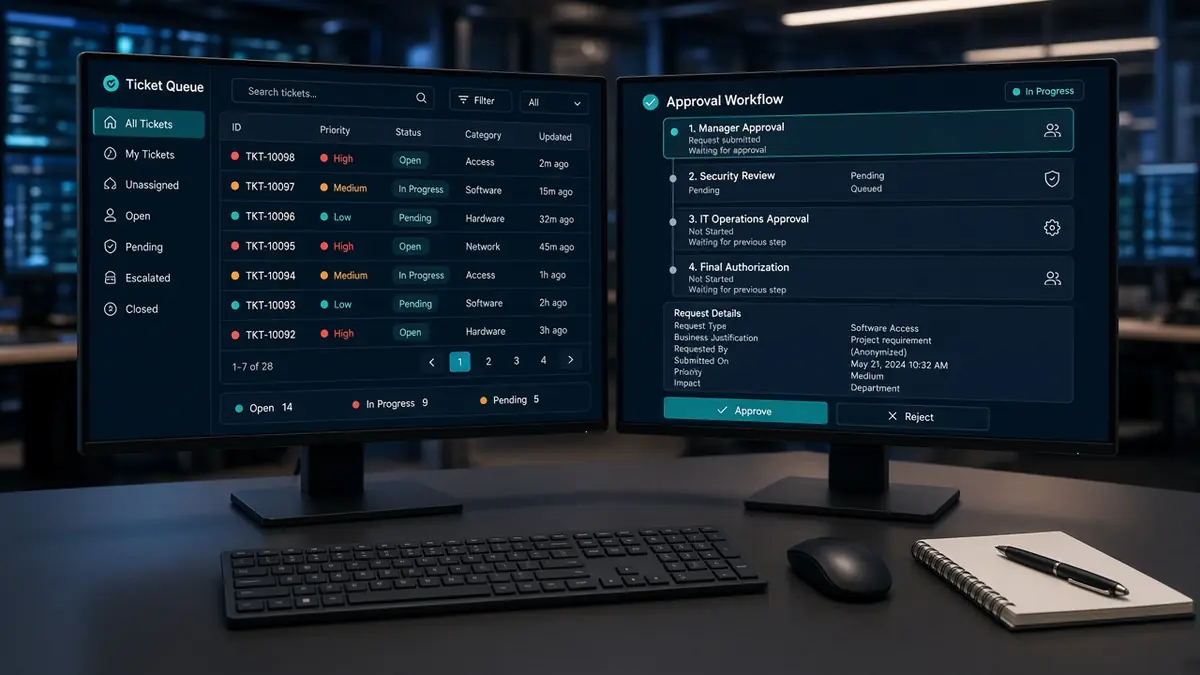 Ticket Queue
All Tickets
My Tickets
Unassigned
Open
Pending
Escalated
Closed
Search tickets...
Filter
All
ID Priority Status Category Updated
TKT-10098 High Open Access 2m ago
TKT-10097 Medium In Progress Software 15m ago
TKT-10096 Low Pending Hardware 32m ago
TKT-10095 High Open Network 45m ago
TKT-10094 Medium In Progress Access 1h ago
TKT-10093 Low Pending Software 2h ago
TKT-10092 High Open Hardware 3h ago
1-7 of 28
1 2 3 4
Open 14 In Progress 9 Pending 5
Approval Workflow
In Progress
1. Manager Approval
Request submitted
Waiting for approval
2. Security Review Pending
Pending Queued
3. IT Operations Approval
Not Started
Waiting for previous step
4. Final Authorization
Not Started
Waiting for previous step
Request Details
Request Type Software Access
Business Justification Project requirement
Requested By (Anonymized)
Submitted On May 21, 2024 10:32 AM
Priority Medium
Impact Department
Approve
Reject